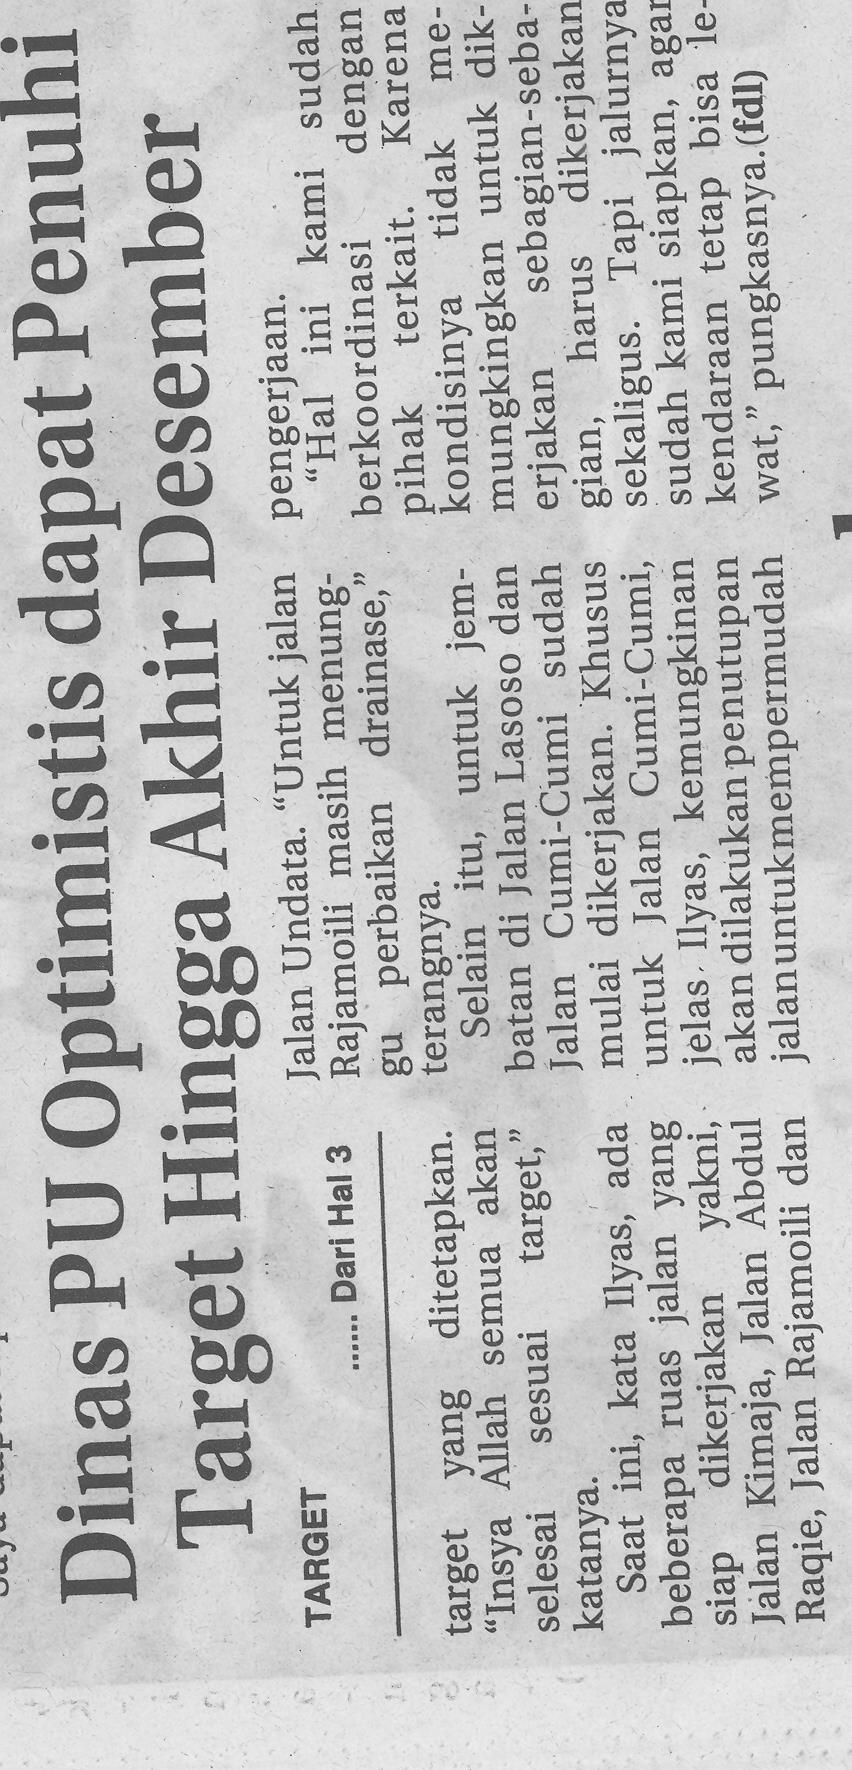 Dinas PU Optimistis dapat Penuhi
Target Hingga Akhir Desember
TARGET
...... Dari Hal 3
target yang ditetapkan.
“Insya Allah semua akan
selesai sesuai target,”
katanya.
Saat ini, kata Ilyas, ada
beberapa ruas jalan yang
siap dikerjakan yakni,
Jalan Kimaja, Jalan Abdul
Raqie, Jalan Rajamoili dan
Jalan Undata. “Untuk jalan
Rajamoili masih menung-
gu perbaikan drainase,”
terangnya.
Selain itu, untuk jem-
batan di Jalan Lasoso dan
Jalan Cumi-Cumi sudah
mulai dikerjakan. Khusus
untuk Jalan Cumi-Cumi,
jelas Ilyas, kemungkinan
akan dilakukan penutupan
jalan untuk mempermudah
pengerjaan.
“Hal ini kami sudah
berkoordinasi dengan
pihak terkait. Karena
kondisinya tidak me-
mungkingkan untuk dik-
erjakan sebagian-seba-
gian, harus dikerjakan
sekaligus. Tapi jalurnya
sudah kami siapkan, agar
kendaraan tetap bisa le-
wat,” pungkasnya.(fdl)